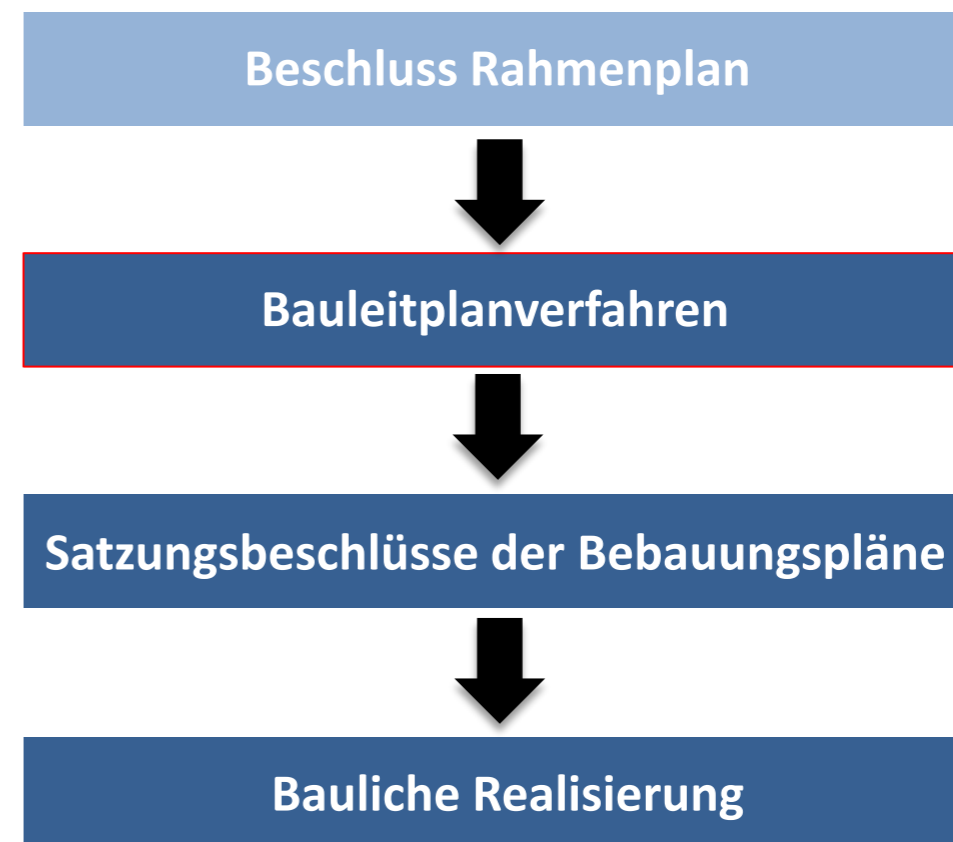 Beschluss Rahmenplan
Bauleitplanverfahren
Satzungsbeschlüsse der Bebauungspläne
Bauliche Realisierung